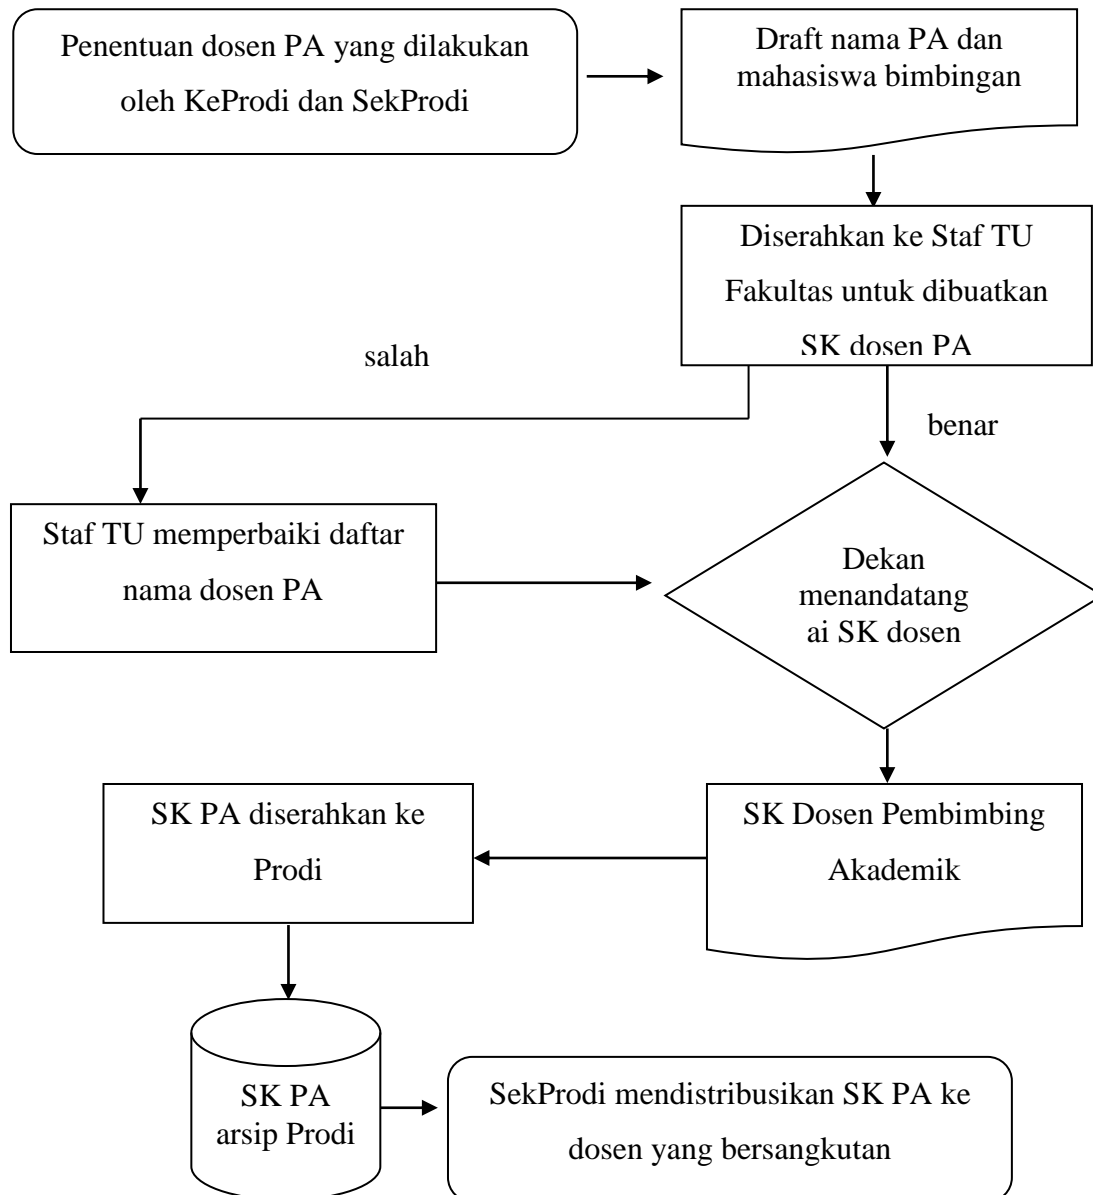 Penentuan dosen PA yang dilakukan
oleh KeProdi dan SekProdi
Draft nama PA dan
mahasiswa bimbingan
Diserahkan ke Staf TU
Fakultas untuk dibuatkan
SK dosen PA
salah
benar
Staf TU memperbaiki daftar
nama dosen PA
Dekan
menandatang
ai SK dosen
SK PA diserahkan ke
Prodi
SK Dosen Pembimbing
Akademik
SK PA
arsip Prodi
SekProdi mendistribusikan SK PA ke
dosen yang bersangkutan